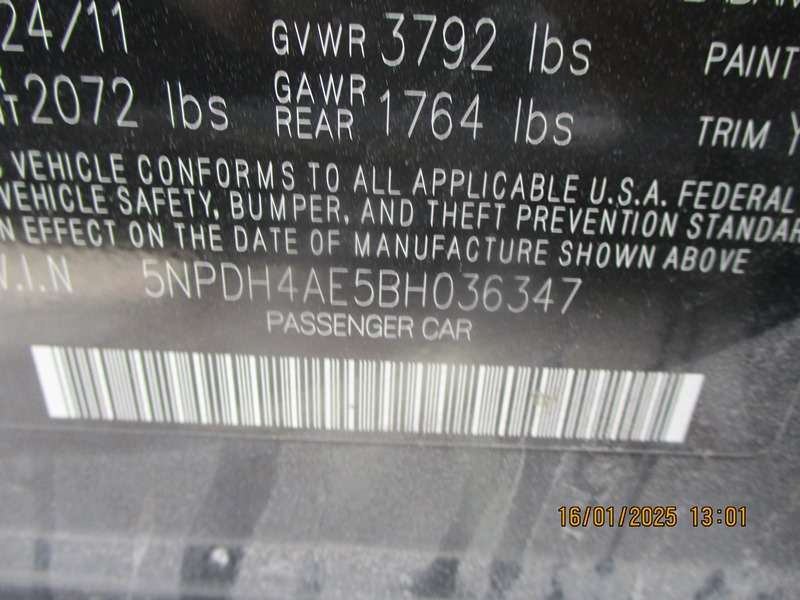 24/11 GVWR 3792 lbs PAINT
2072 lbs GAWR REAR 1764 lbs TRIM
VEHICLE CONFORMS TO ALL APPLICABLE U.S.A. FEDERAL
VEHICLE SAFETY, BUMPER, AND THEFT PREVENTION STANDAR
EFFECT ON THE DATE OF MANUFACTURE SHOWN ABOVE
V.I.N 5NPDH4AE5BH036347
PASSENGER CAR
16/01/2025 13:01